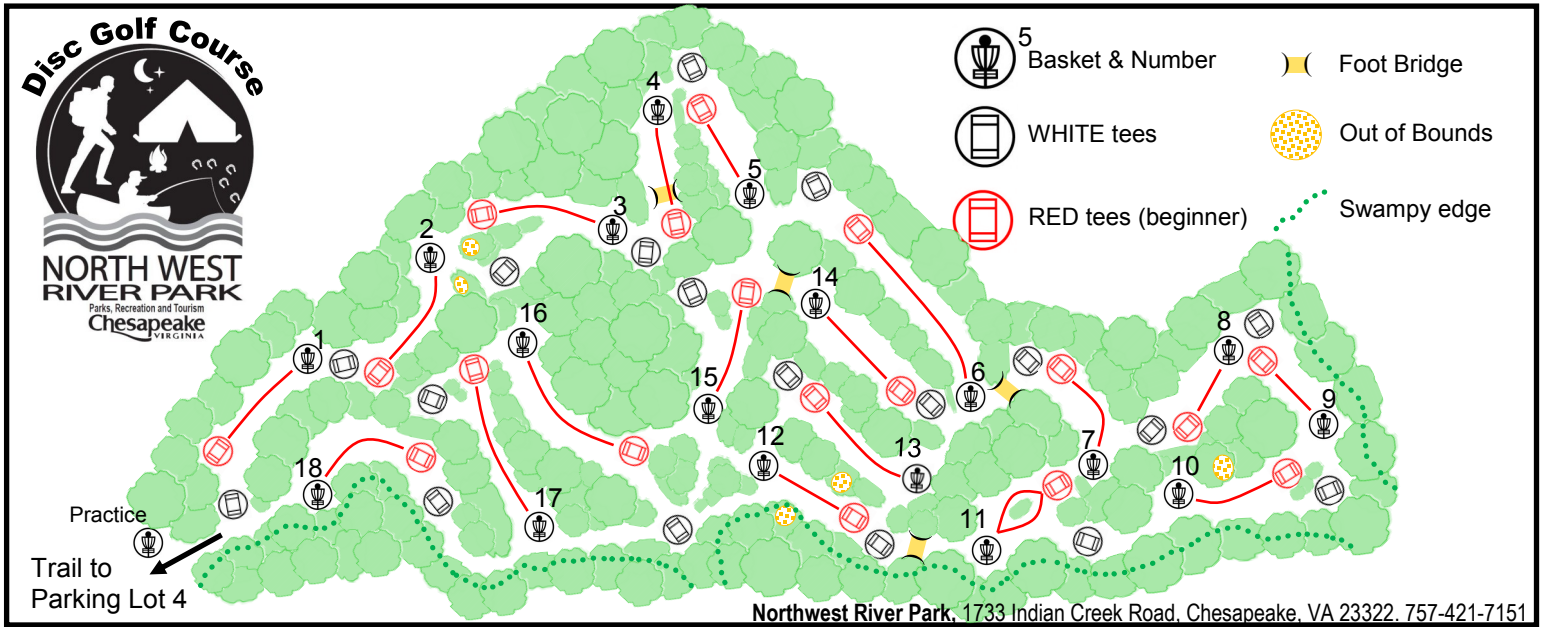 Disc Golf Course
NORTH WEST
RIVER PARK
Parks, Recreation and Tourism
Chesapeake
VIRGINIA
5
Basket & Number
WHITE tees
RED tees (beginner)
Foot Bridge
Out of Bounds
Swampy edge
4
5
3
2
14
16
1
8
6
15
9
12
13
7
10
18
17
11
Practice
Trail to
Parking Lot 4
Northwest River Park, 1733 Indian Creek Road, Chesapeake, VA 23322. 757-421-7151